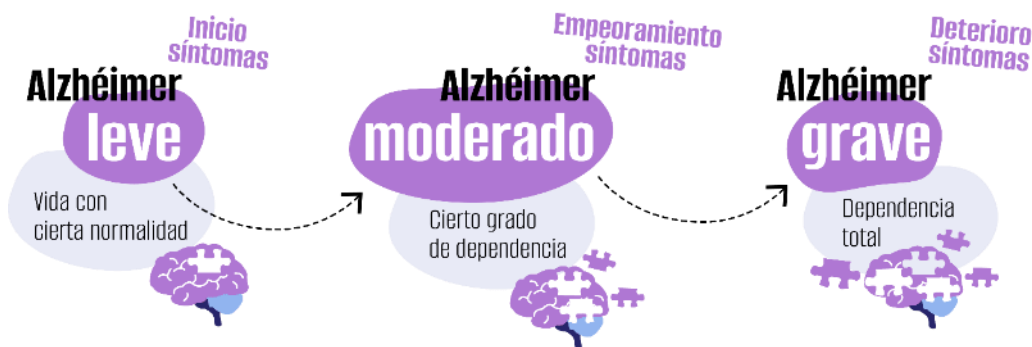 Inicio
síntomas
Alzhéimer
leve
Vida con
cierta normalidad
Empeoramiento
síntomas
Alzhéimer
moderado
Cierto grado
de dependencia
Deterioro
síntomas
Alzhéimer
grave
Dependencia
total